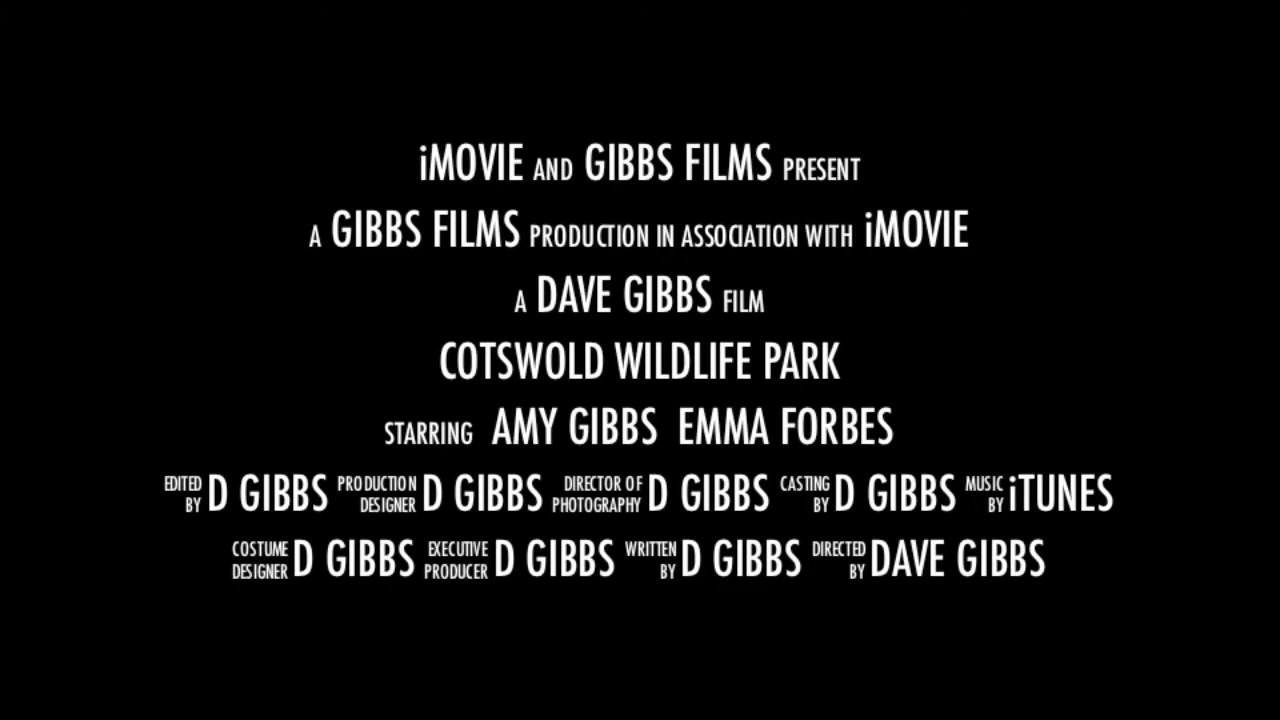 iMOVIE AND GIBBS FILMS PRESENT
A GIBBS FILMS PRODUCTION IN ASSOCIATION WITH iMOVIE
A DAVE GIBBS FILM
COTSWOLD WILDLIFE PARK
STARRING AMY GIBBS EMMA FORBES
EDITED BY D GIBBS PRODUCTION DESIGNER D GIBBS DIRECTOR OF PHOTOGRAPHY D GIBBS CASTING BY D GIBBS MUSIC BY iTUNES
COSTUME DESIGNER D GIBBS EXECUTIVE PRODUCER D GIBBS WRITTEN BY D GIBBS DIRECTED BY DAVE GIBBS